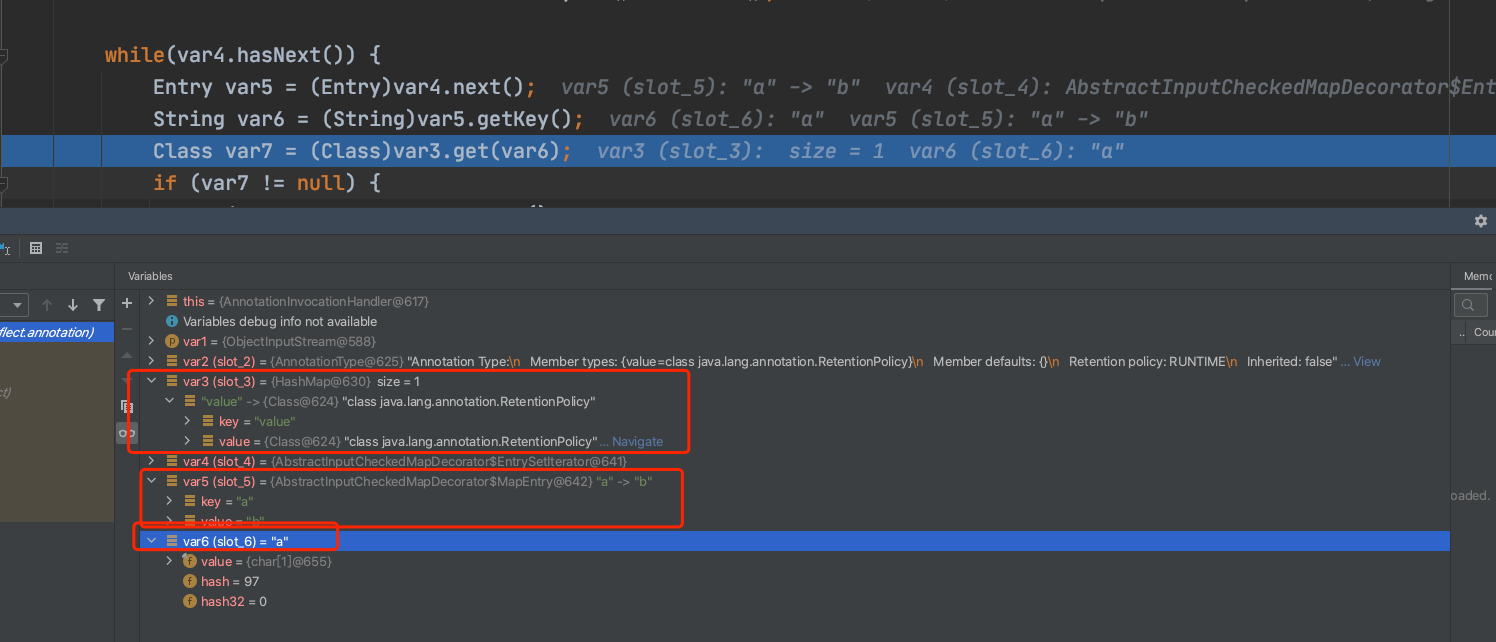 while(var4.hasNext()) {
Entry var5 = (Entry)var4.next(); var5 (slot_5): "a" -> "b" var4 (slot_4): AbstractInputCheckedMapDecorator$Ent
String var6 = (String)var5.getKey(); var6 (slot_6): "a" var5 (slot_5): "a" -> "b"
Class var7 = (Class)var3.get(var6); var3 (slot_3): size = 1 var6 (slot_6): "a"
if (var7 != null) {
Variables
Memo
this = {AnnotationInvocationHandler@617}
flect.annotation)
Variables debug info not available
.. Cour
var1 = {ObjectInputStream@588}
var2 (slot_2) = {AnnotationType@625} "Annotation Type:\n Member types: {value=class java.lang.annotation.RetentionPolicy}\n Member defaults: {}\n Retention policy: RUNTIME\n Inherited: false"... View
var3 (slot_3) = {HashMap@630} size = 1
ct)
"value" -> {Class@624} "class java.lang.annotation.RetentionPolicy"
key = "value"
value = {Class@624} "class java.lang.annotation.RetentionPolicy"... Navigate
var4 (slot_4) = {AbstractInputCheckedMapDecorator$EntrySetIterator@641}
var5 (slot_5) = {AbstractInputCheckedMapDecorator$MapEntry@642} "a" -> "b"
key = "a"
oaded.
value = "b"
var6 (slot_6) = "a"
value = {char[1]@655}
hash = 97
hash32 = 0